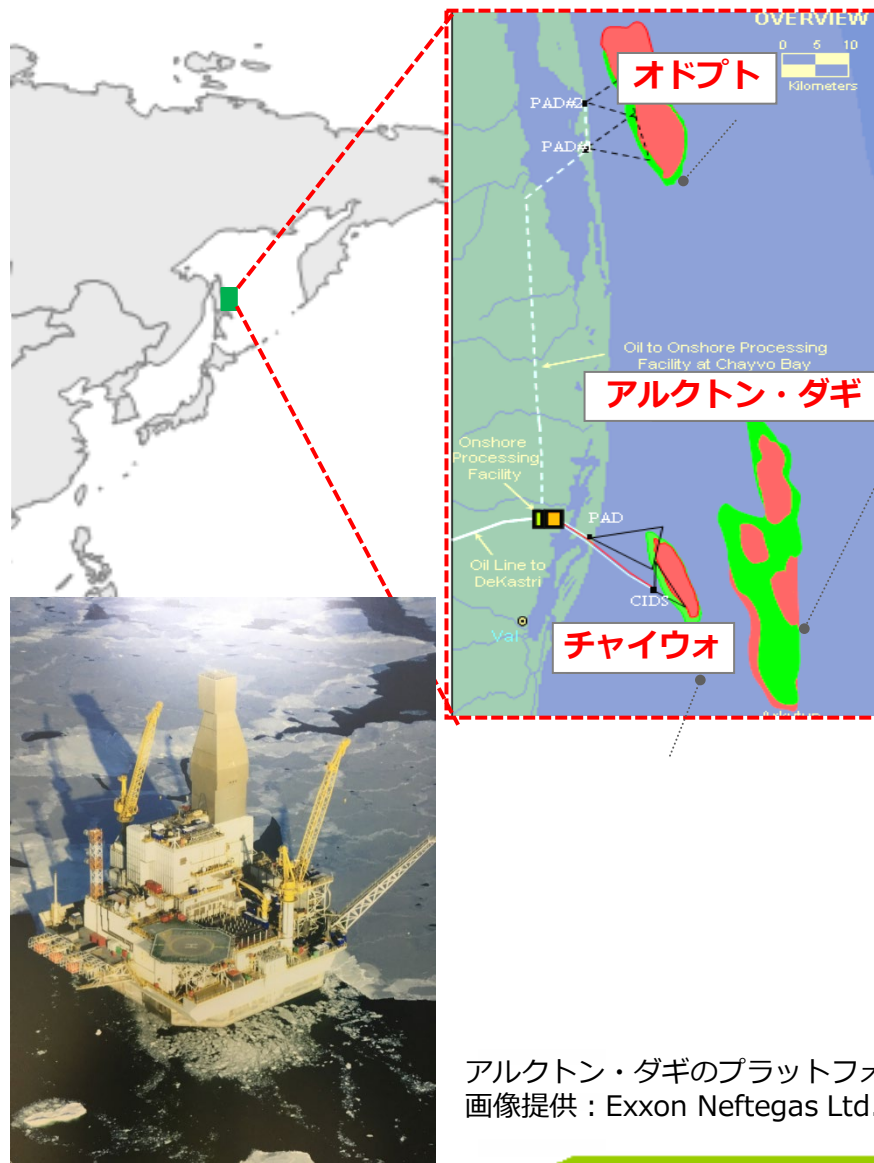 OVERVIEW
0 5 10
Kilometers
オドプト
PAD#2
PAD#1
Oil to Onshore Processing
Facility at Chayvo Bay
アルクトン・ダギ
Onshore
Processing
Facility
PAD
Oil Line to
DeKastri
CIDS
Val
チャイウォ
アルクトン・ダギのプラットフォ
画像提供：Exxon Neftegas Ltd.